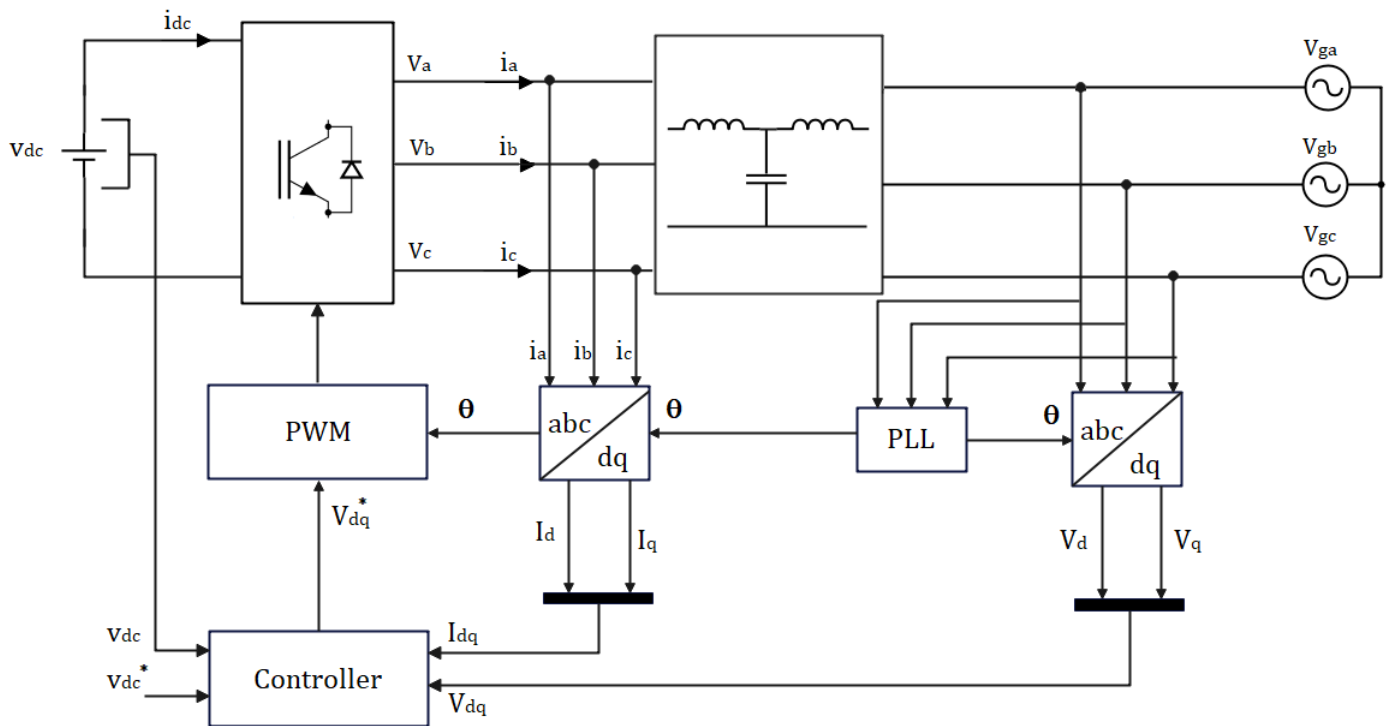 idc
Va
ia
Vga
vdc
Vb
ib
Vgb
Vc
ic
Vgc
ia
ib
ic
PWM
θ
abc
dq
θ
PLL
θ
abc
dq
Vdq*
Id
Iq
Vd
Vq
vdc
Idq
vdc*
Controller
Vdq